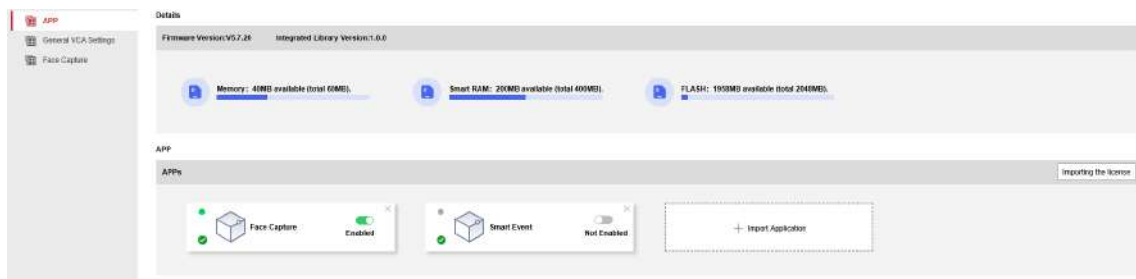 APP
General VCA Settings
Face Capture
Details
Firmware Version:V5.7.26 Integrated Library Version:1.0.0
Memory: 40MB available (total 60MB).
Smart RAM: 200MB available (total 400MB).
FLASH: 1958MB available (total 2048MB).
APP
APPs
Importing the license
Face Capture
Enabled
Smart Event
Not Enabled
+ Import Application